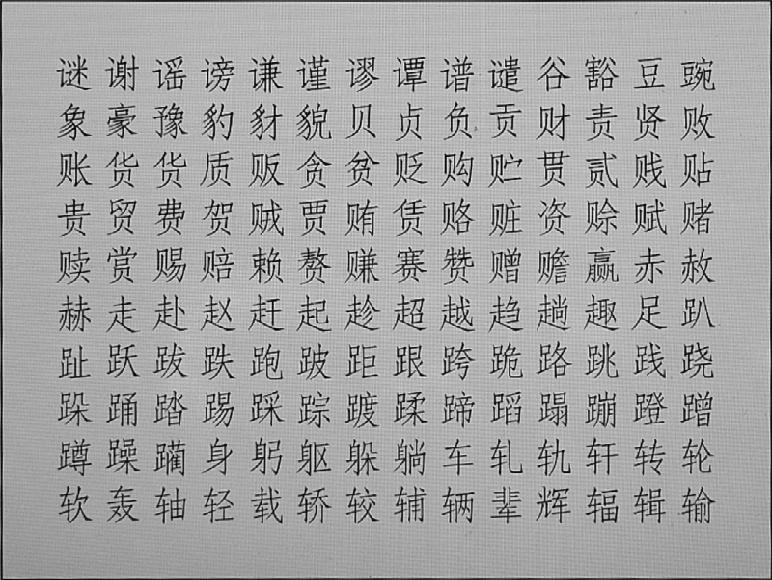 谜谢谣谤谦谨谬谭谱谴谷豁豆豌
象豪豫豹豺貌贝贞负贡财责贤败
账货货质贩贪贫贬购贮贯贰贱贴
贵贸费贺贼贾贿赁赂赃资赊赋赌
赎赏赐赔赖赘赚赛赞赠赡赢赤赦
赫走赴赵赶起趁超越趋趟趣足趴
趾跃跋跌跑跛距跟跨跪路跳践跷
跺踊踏踢踩踪踱蹂蹄蹈蹋蹦蹬蹭
蹲躁躏身躬躯躲躺车轧轨轩转轮
软轰轴轻载轿较辅辆辈辉辐辑输